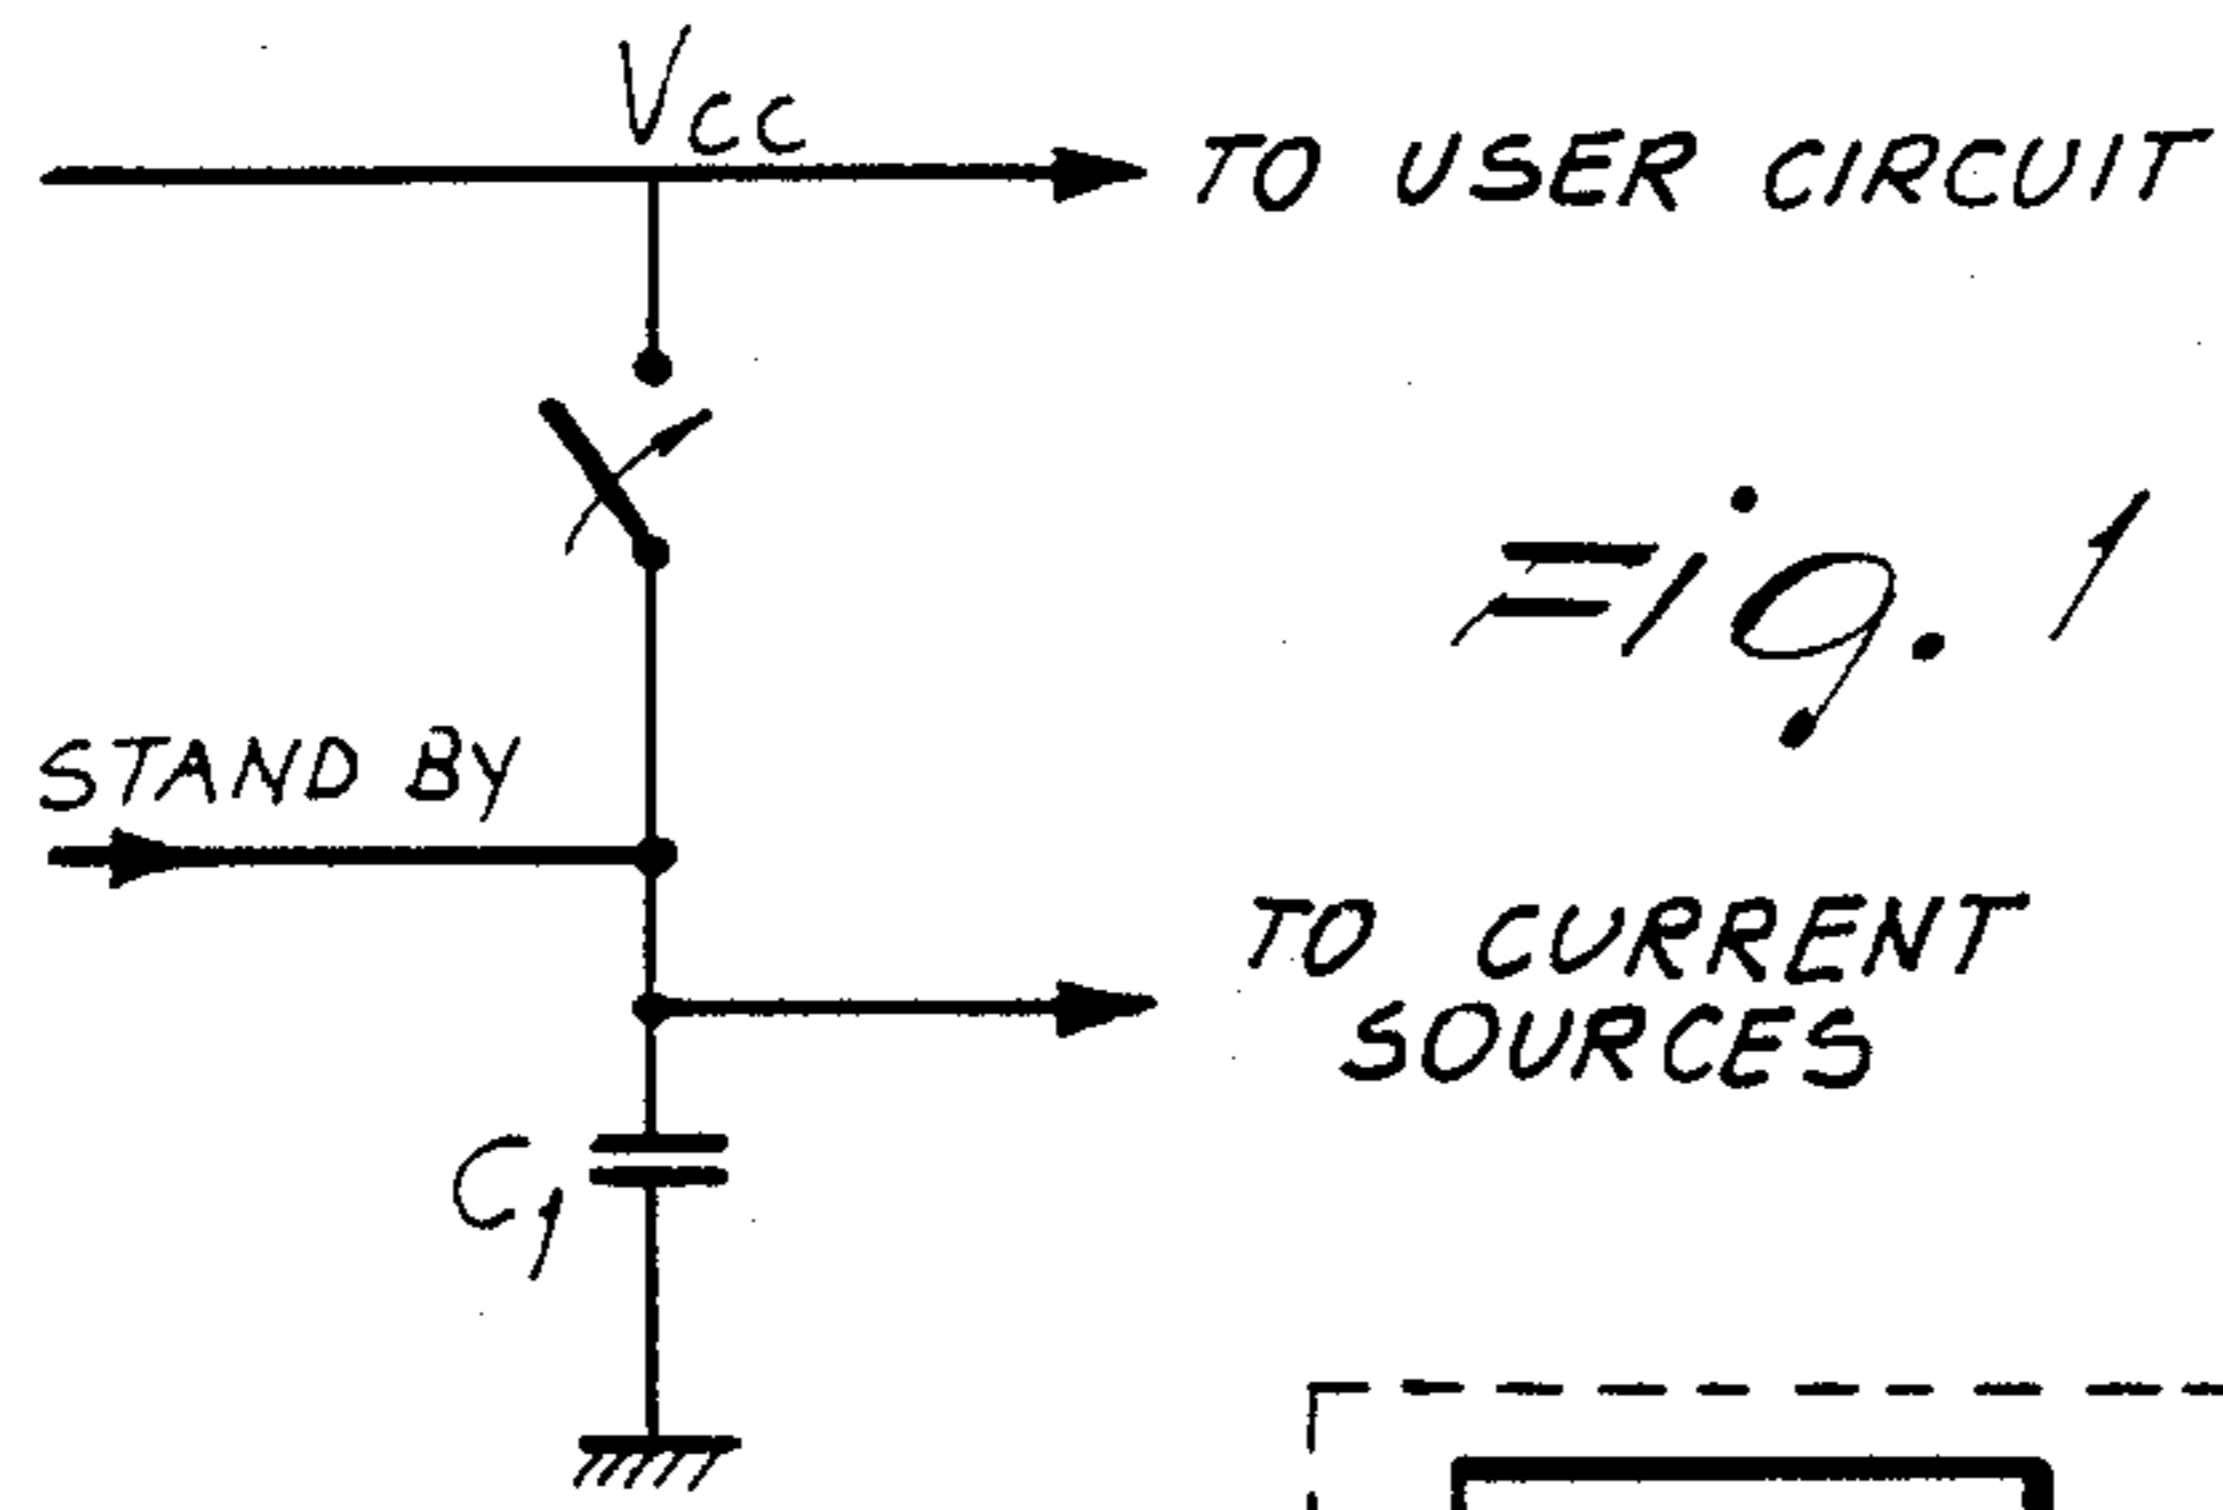 Vcc
TO USER CIRCUIT
Fig. 1
STAND BY
TO CURRENT
SOURCES
C1